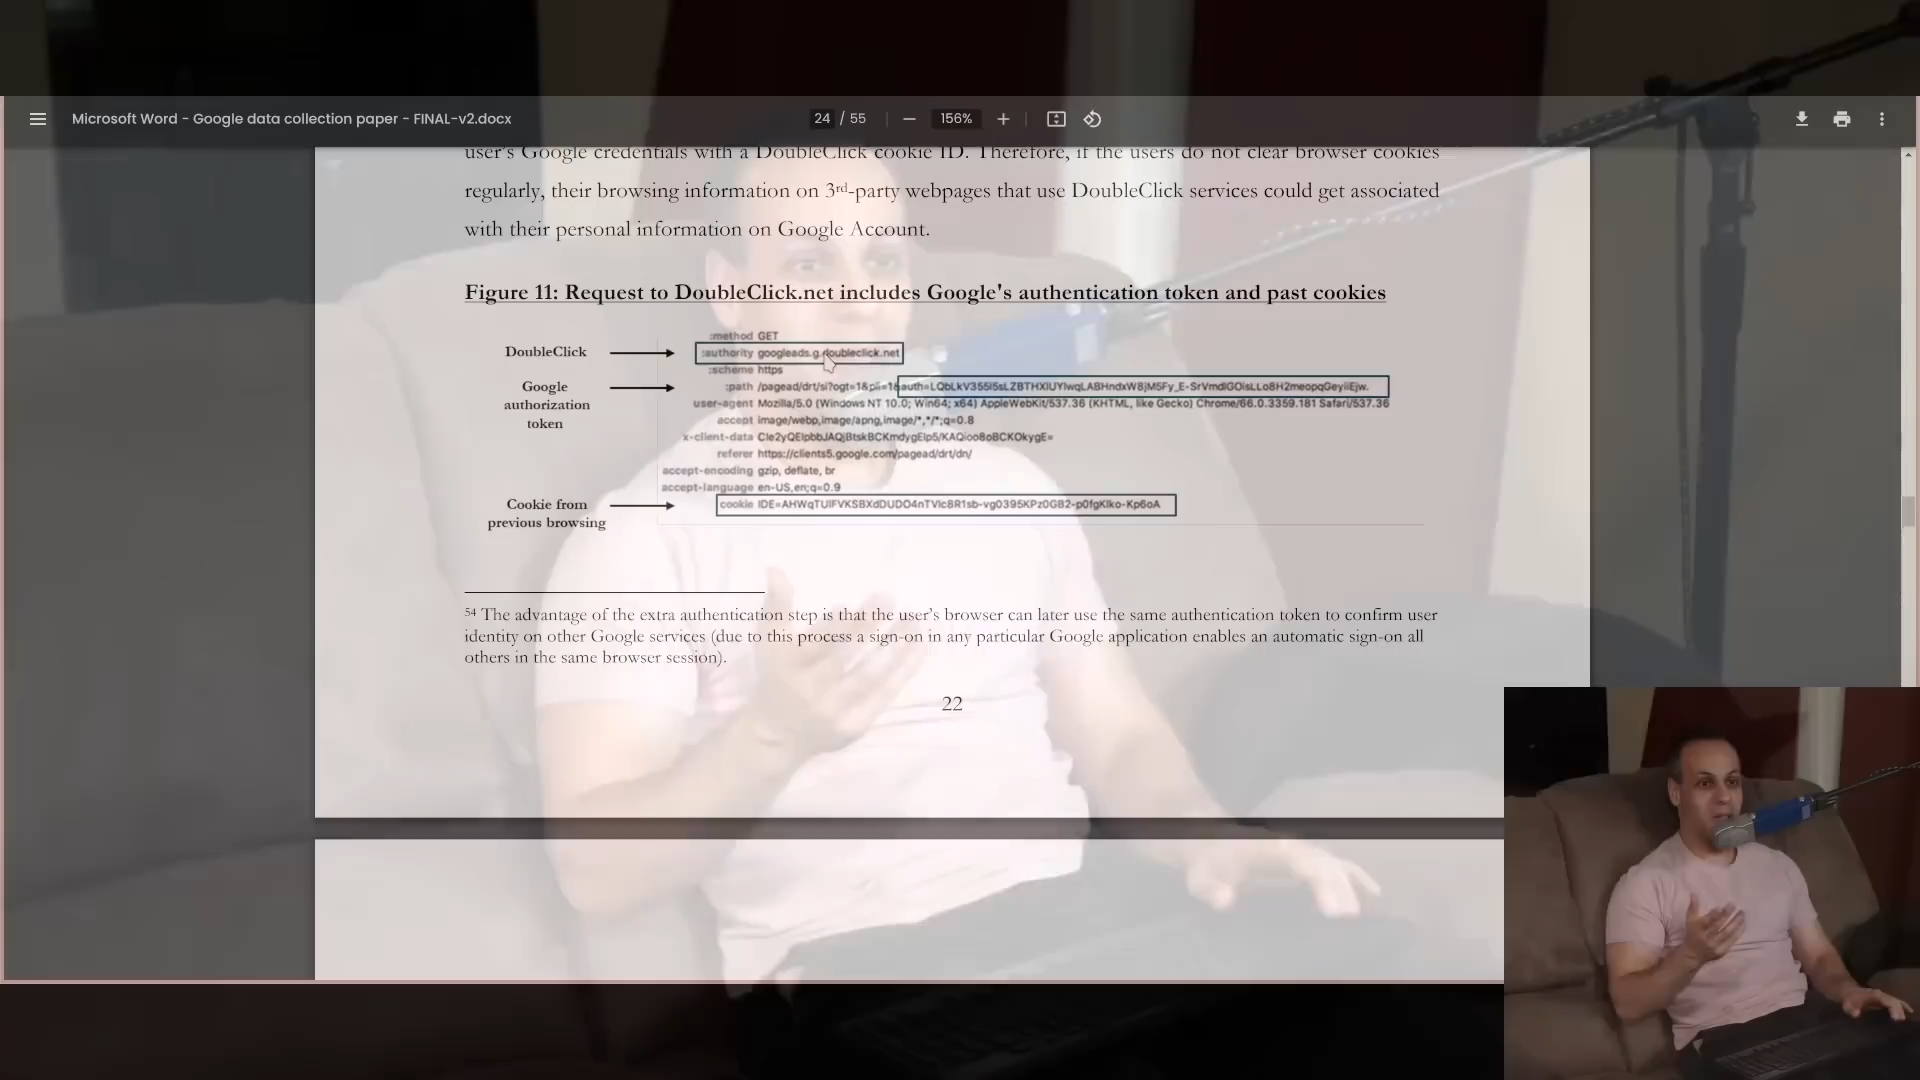 Microsoft Word - Google data collection paper - FINAL-v2.docx
24 / 55
156%
user's Google credentials with a DoubleClick cookie ID. Therefore, if the users do not clear browser cookies
regularly, their browsing information on 3rd-party webpages that use DoubleClick services could get associated
with their personal information on Google Account.
Figure 11: Request to DoubleClick.net includes Google's authentication token and past cookies
DoubleClick
Google
authorization
token
Cookie from
previous browsing
:method GET
:authority googleads.g.doubleclick.net
:scheme https
:path /pagead/drt/si?ogt=1&pli=1&auth=
user-agent Mozilla/5.0 (Windows NT 10.0; Win64; x64) AppleWebKit/537.36 (KHTML, like Gecko) Chrome/66.0.3359.181 Safari/537.36
accept image/webp,image/apng,image/*,*/*;q=0.8
x-client-data
referer https://clients5.google.com/pagead/drt/dn/
accept-encoding gzip, deflate, br
accept-language en-US,en;q=0.9
cookie
54 The advantage of the extra authentication step is that the user's browser can later use the same authentication token to confirm user
identity on other Google services (due to this process a sign-on in any particular Google application enables an automatic sign-on all
others in the same browser session).
22